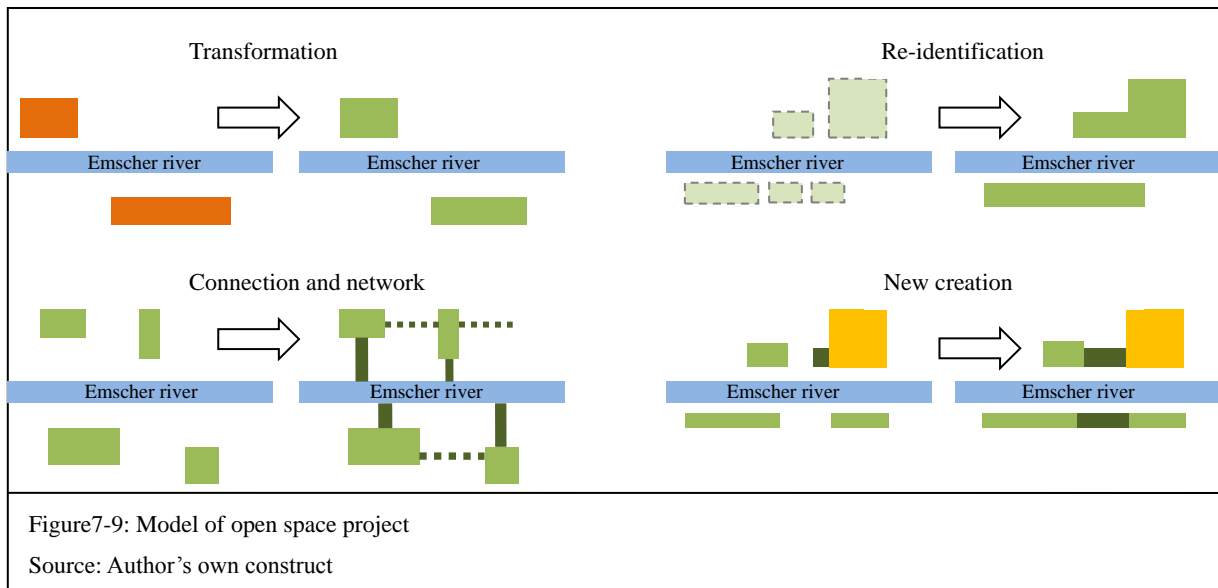 Transformation
Re-identification
Emscher river
Emscher river
Emscher river
Emscher river
Connection and network
New creation
Emscher river
Emscher river
Emscher river
Emscher river
Figure7-9: Model of open space project
Source: Author’s own construct